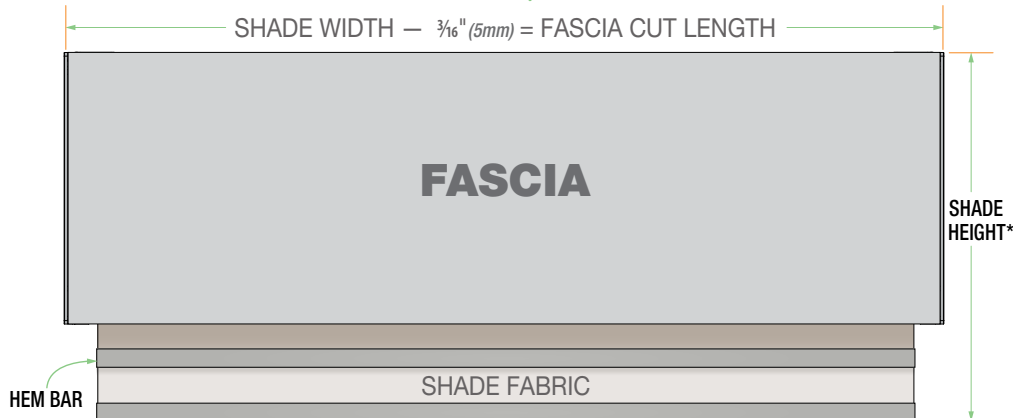 SHADE WIDTH – 3/16" (5mm) = FASCIA CUT LENGTH
FASCIA
SHADE
HEIGHT*
HEM BAR
SHADE FABRIC